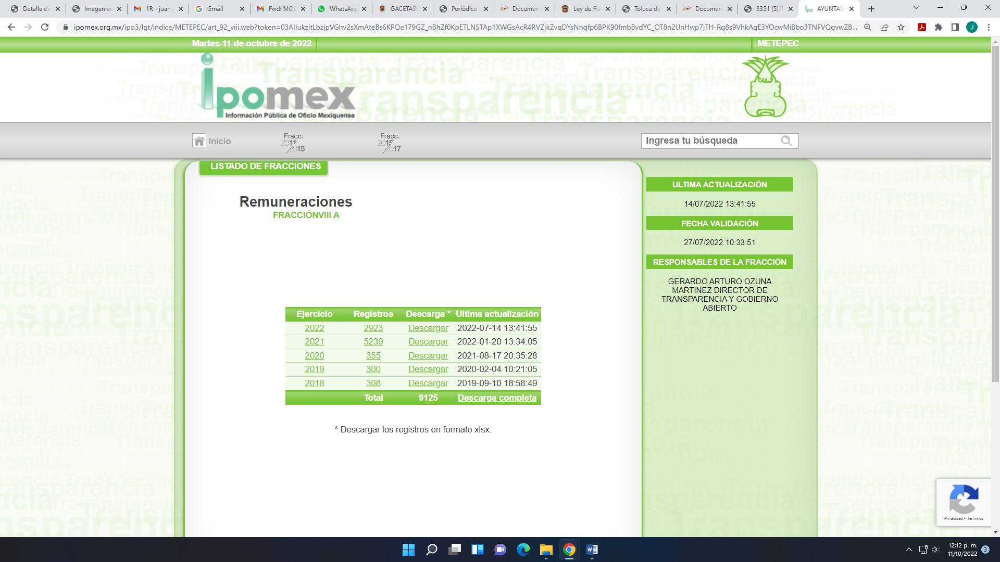 Detalle de
Imagen es
1R - juan.g
Gmail
Fwd: MOD
WhatsApp
GACETA89
Periódico
Document
Ley de Fis
Toluca de
Document
3351 (5).P
AYUNTAM
ipomex.org.mx/ipo3/lgt/indice/METEPEC/art_92_viii.web?token=03AIIukzjtLbzjpVGhv2sXmAteBs6KPQe179GZ_nBhZf0KpETLNSTAp1XWGsAcR4RVZikZvqDYsNngfp6BPK90fmbBvdYC_OT8n2UnHwp7jTH-Rg8s9VhkAgE3YOcwMiBbo3TNFVQgvwZB...
J
Martes 11 de octubre de 2022
METEPEC
ipomex
Información Pública de Oficio Mexiquense
Inicio
Fracc.
2011
2015
Fracc.
2015
2017
Ingresa tu búsqueda
LISTADO DE FRACCIONES
Remuneraciones
FRACCIÓNVIII A
Ejercicio Registros Descarga * Ultima actualización
2022 2923 Descargar 2022-07-14 13:41:55
2021 5239 Descargar 2022-01-20 13:34:05
2020 355 Descargar 2021-08-17 20:35:28
2019 300 Descargar 2020-02-04 10:21:05
2018 308 Descargar 2019-09-10 18:58:49
Total 9125 Descarga completa
* Descargar los registros en formato xlsx.
ULTIMA ACTUALIZACIÓN
14/07/2022 13:41:55
FECHA VALIDACIÓN
27/07/2022 10:33:51
RESPONSABLES DE LA FRACCIÓN
GERARDO ARTURO OZUNA
MARTINEZ DIRECTOR DE
TRANSPARENCIA Y GOBIERNO
ABIERTO
Privacidad - Términos
12:12 p. m.
11/10/2022
3